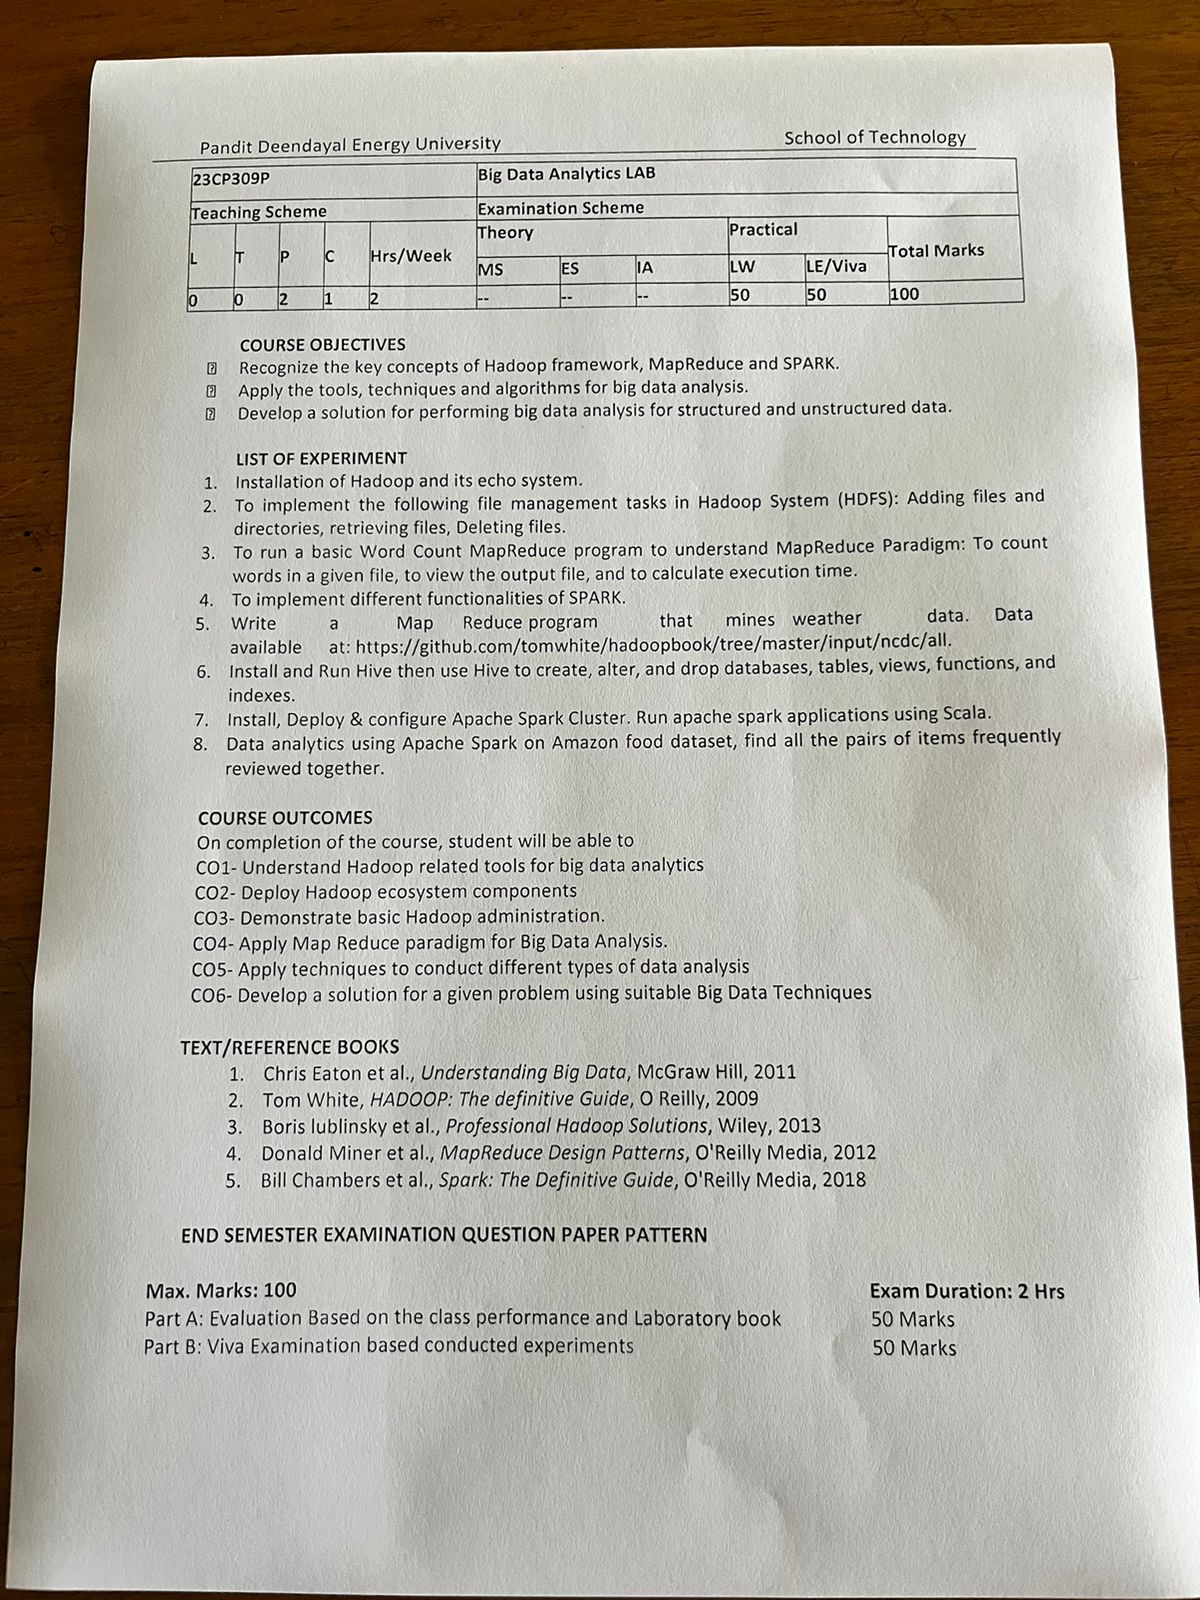 Pandit Deendayal Energy University School of Technology
23CP309P Big Data Analytics LAB
Teaching Scheme Examination Scheme
L T P C Hrs/Week Theory Practical Total Marks
MS ES IA LW LE/Viva
0 0 2 1 2 -- -- -- 50 50 100
COURSE OBJECTIVES
Recognize the key concepts of Hadoop framework, MapReduce and SPARK.
Apply the tools, techniques and algorithms for big data analysis.
Develop a solution for performing big data analysis for structured and unstructured data.
LIST OF EXPERIMENT
1. Installation of Hadoop and its echo system.
2. To implement the following file management tasks in Hadoop System (HDFS): Adding files and
directories, retrieving files, Deleting files.
3. To run a basic Word Count MapReduce program to understand MapReduce Paradigm: To count
words in a given file, to view the output file, and to calculate execution time.
4. To implement different functionalities of SPARK.
5. Write a Map Reduce program that mines weather data. Data
available at: https://github.com/tomwhite/hadoopbook/tree/master/input/ncdc/all.
6. Install and Run Hive then use Hive to create, alter, and drop databases, tables, views, functions, and
indexes.
7. Install, Deploy & configure Apache Spark Cluster. Run apache spark applications using Scala.
8. Data analytics using Apache Spark on Amazon food dataset, find all the pairs of items frequently
reviewed together.
COURSE OUTCOMES
On completion of the course, student will be able to
CO1- Understand Hadoop related tools for big data analytics
CO2- Deploy Hadoop ecosystem components
CO3- Demonstrate basic Hadoop administration.
CO4- Apply Map Reduce paradigm for Big Data Analysis.
CO5- Apply techniques to conduct different types of data analysis
CO6- Develop a solution for a given problem using suitable Big Data Techniques
TEXT/REFERENCE BOOKS
1. Chris Eaton et al., Understanding Big Data, McGraw Hill, 2011
2. Tom White, HADOOP: The definitive Guide, O Reilly, 2009
3. Boris lublinsky et al., Professional Hadoop Solutions, Wiley, 2013
4. Donald Miner et al., MapReduce Design Patterns, O'Reilly Media, 2012
5. Bill Chambers et al., Spark: The Definitive Guide, O'Reilly Media, 2018
END SEMESTER EXAMINATION QUESTION PAPER PATTERN
Max. Marks: 100 Exam Duration: 2 Hrs
Part A: Evaluation Based on the class performance and Laboratory book 50 Marks
Part B: Viva Examination based conducted experiments 50 Marks